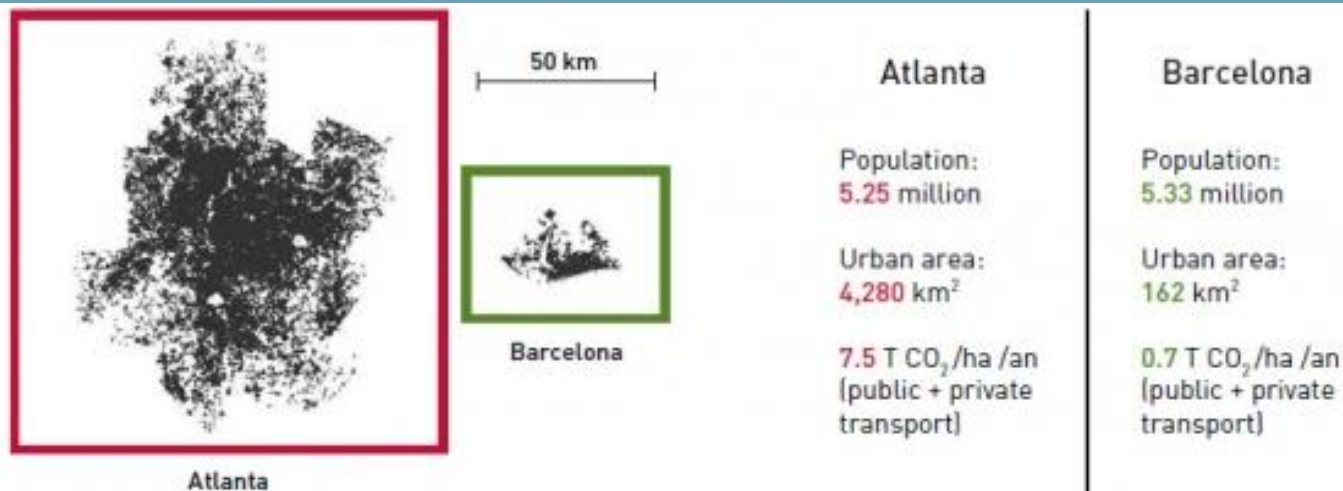 50 km
Atlanta
Barcelona
Atlanta
Population:
5.25 million
Urban area:
4,280 km²
7.5 T CO₂/ha /an
(public + private
transport)
Barcelona
Population:
5.33 million
Urban area:
162 km²
0.7 T CO₂/ha /an
(public + private
transport)